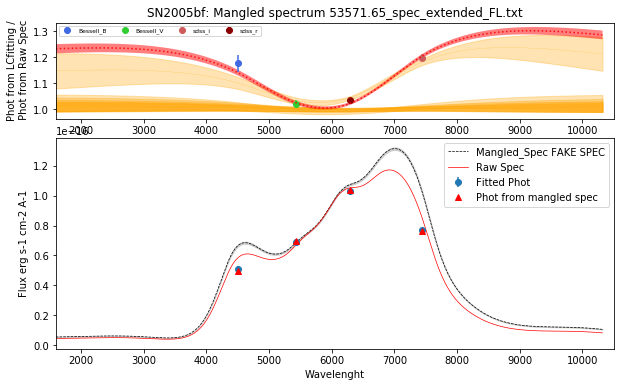 SN2005bf: Mangled spectrum 53571.65_spec_extended_FL.txt
Phot from LCfitting /
Phot from Raw Spec
1.3
1.2
1.1
1.0
Bessell_B
Bessell_V
sdss_i
sdss_r
2000 3000 4000 5000 6000 7000 8000 9000 10000
1e−16
Flux erg s-1 cm-2 A-1
1.2
1.0
0.8
0.6
0.4
0.2
0.0
Mangled_Spec FAKE SPEC
Raw Spec
Fitted Phot
Phot from mangled spec
2000 3000 4000 5000 6000 7000 8000 9000 10000
Wavelenght